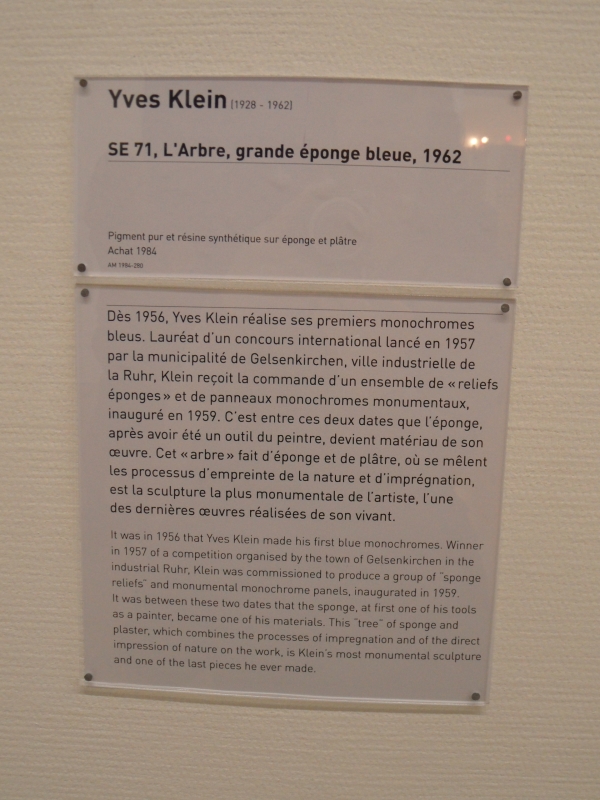 Yves Klein (1928 - 1962)
SE 71, L'Arbre, grande éponge bleue, 1962
Pigment pur et résine synthétique sur éponge et plâtre
Achat 1984
AM 1984-280
Dès 1956, Yves Klein réalise ses premiers monochromes
bleus. Lauréat d'un concours international lancé en 1957
par la municipalité de Gelsenkirchen, ville industrielle de
la Ruhr, Klein reçoit la commande d'un ensemble de « reliefs
éponges » et de panneaux monochromes monumentaux,
inauguré en 1959. C'est entre ces deux dates que l'éponge,
après avoir été un outil du peintre, devient matériau de son
œuvre. Cet « arbre » fait d'éponge et de plâtre, où se mêlent
les processus d'empreinte de la nature et d'imprégnation,
est la sculpture la plus monumentale de l'artiste, l'une
des dernières œuvres réalisées de son vivant.
It was in 1956 that Yves Klein made his first blue monochromes. Winner
in 1957 of a competition organised by the town of Gelsenkirchen in the
industrial Ruhr, Klein was commissioned to produce a group of "sponge
reliefs" and monumental monochrome panels, inaugurated in 1959.
It was between these two dates that the sponge, at first one of his tools
as a painter, became one of his materials. This "tree" of sponge and
plaster, which combines the processes of impregnation and of the direct
impression of nature on the work, is Klein's most monumental sculpture
and one of the last pieces he ever made.